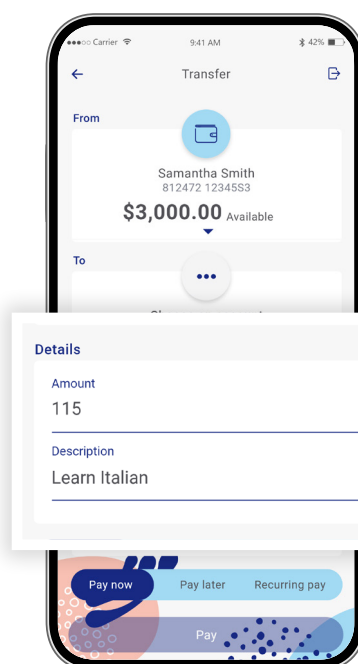 Carrier 9:41 AM 42%
Transfer
From
Samantha Smith
812472 12345S3
$3,000.00 Available
To
Details
Amount
115
Description
Learn Italian
Pay now Pay later Recurring pay
Pay